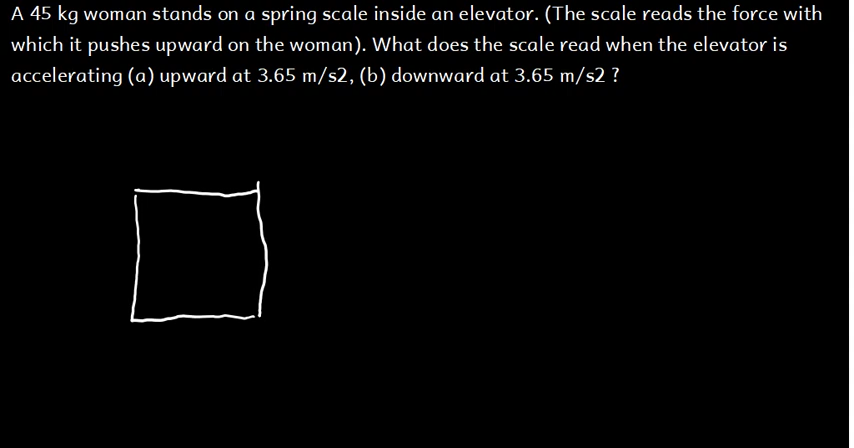 A 45 kg woman stands on a spring scale inside an elevator. (The scale reads the force with
which it pushes upward on the woman). What does the scale read when the elevator is
accelerating (a) upward at 3.65 m/s2, (b) downward at 3.65 m/s2 ?